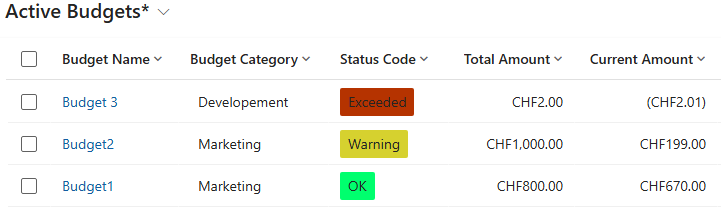 Active Budgets*
Budget Name Budget Category Status Code Total Amount Current Amount
Budget 3 Developement Exceeded CHF2.00 (CHF2.01)
Budget2 Marketing Warning CHF1,000.00 CHF199.00
Budget1 Marketing OK CHF800.00 CHF670.00